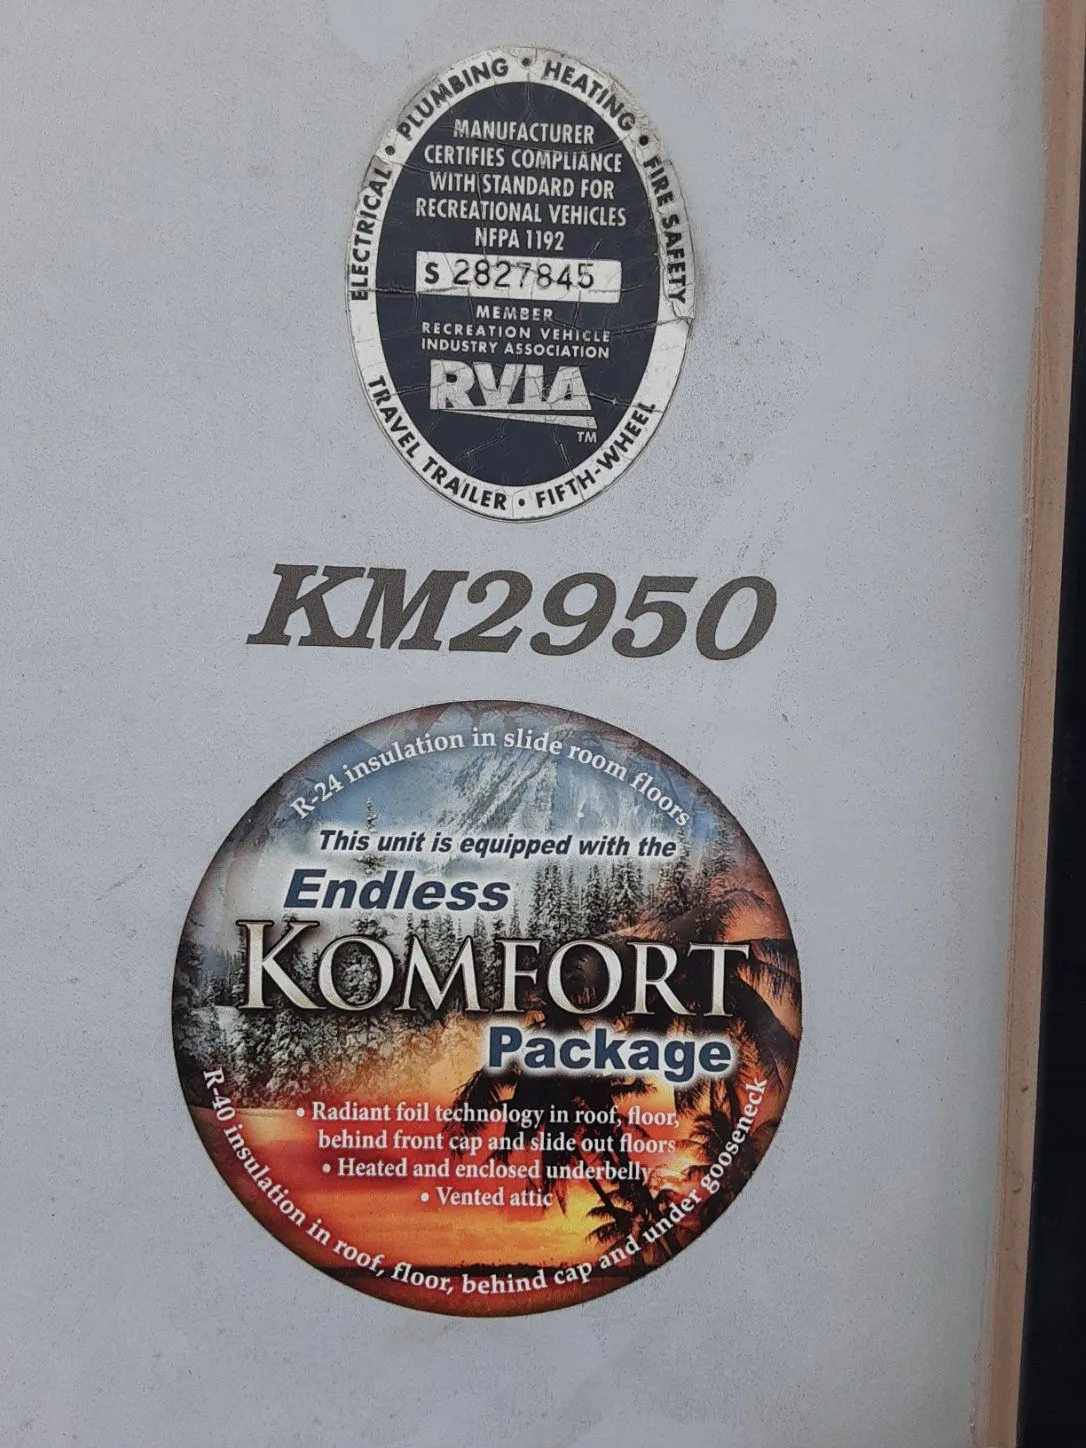 ELECTRICAL • PLUMBING • HEATING • FIRE SAFETY
MANUFACTURER
CERTIFIES COMPLIANCE
WITH STANDARD FOR
RECREATIONAL VEHICLES
NFPA 1192
S 2827845
MEMBER
RECREATION VEHICLE
INDUSTRY ASSOCIATION
RVIA
TM
TRAVEL TRAILER • FIFTH-WHEEL
KM2950
R-24 insulation in slide room floors
This unit is equipped with the
Endless
KOMFORT
Package
• Radiant foil technology in roof, floor,
behind front cap and slide out floors
• Heated and enclosed underbelly
• Vented attic
R-40 insulation in roof, floor, behind cap and under gooseneck